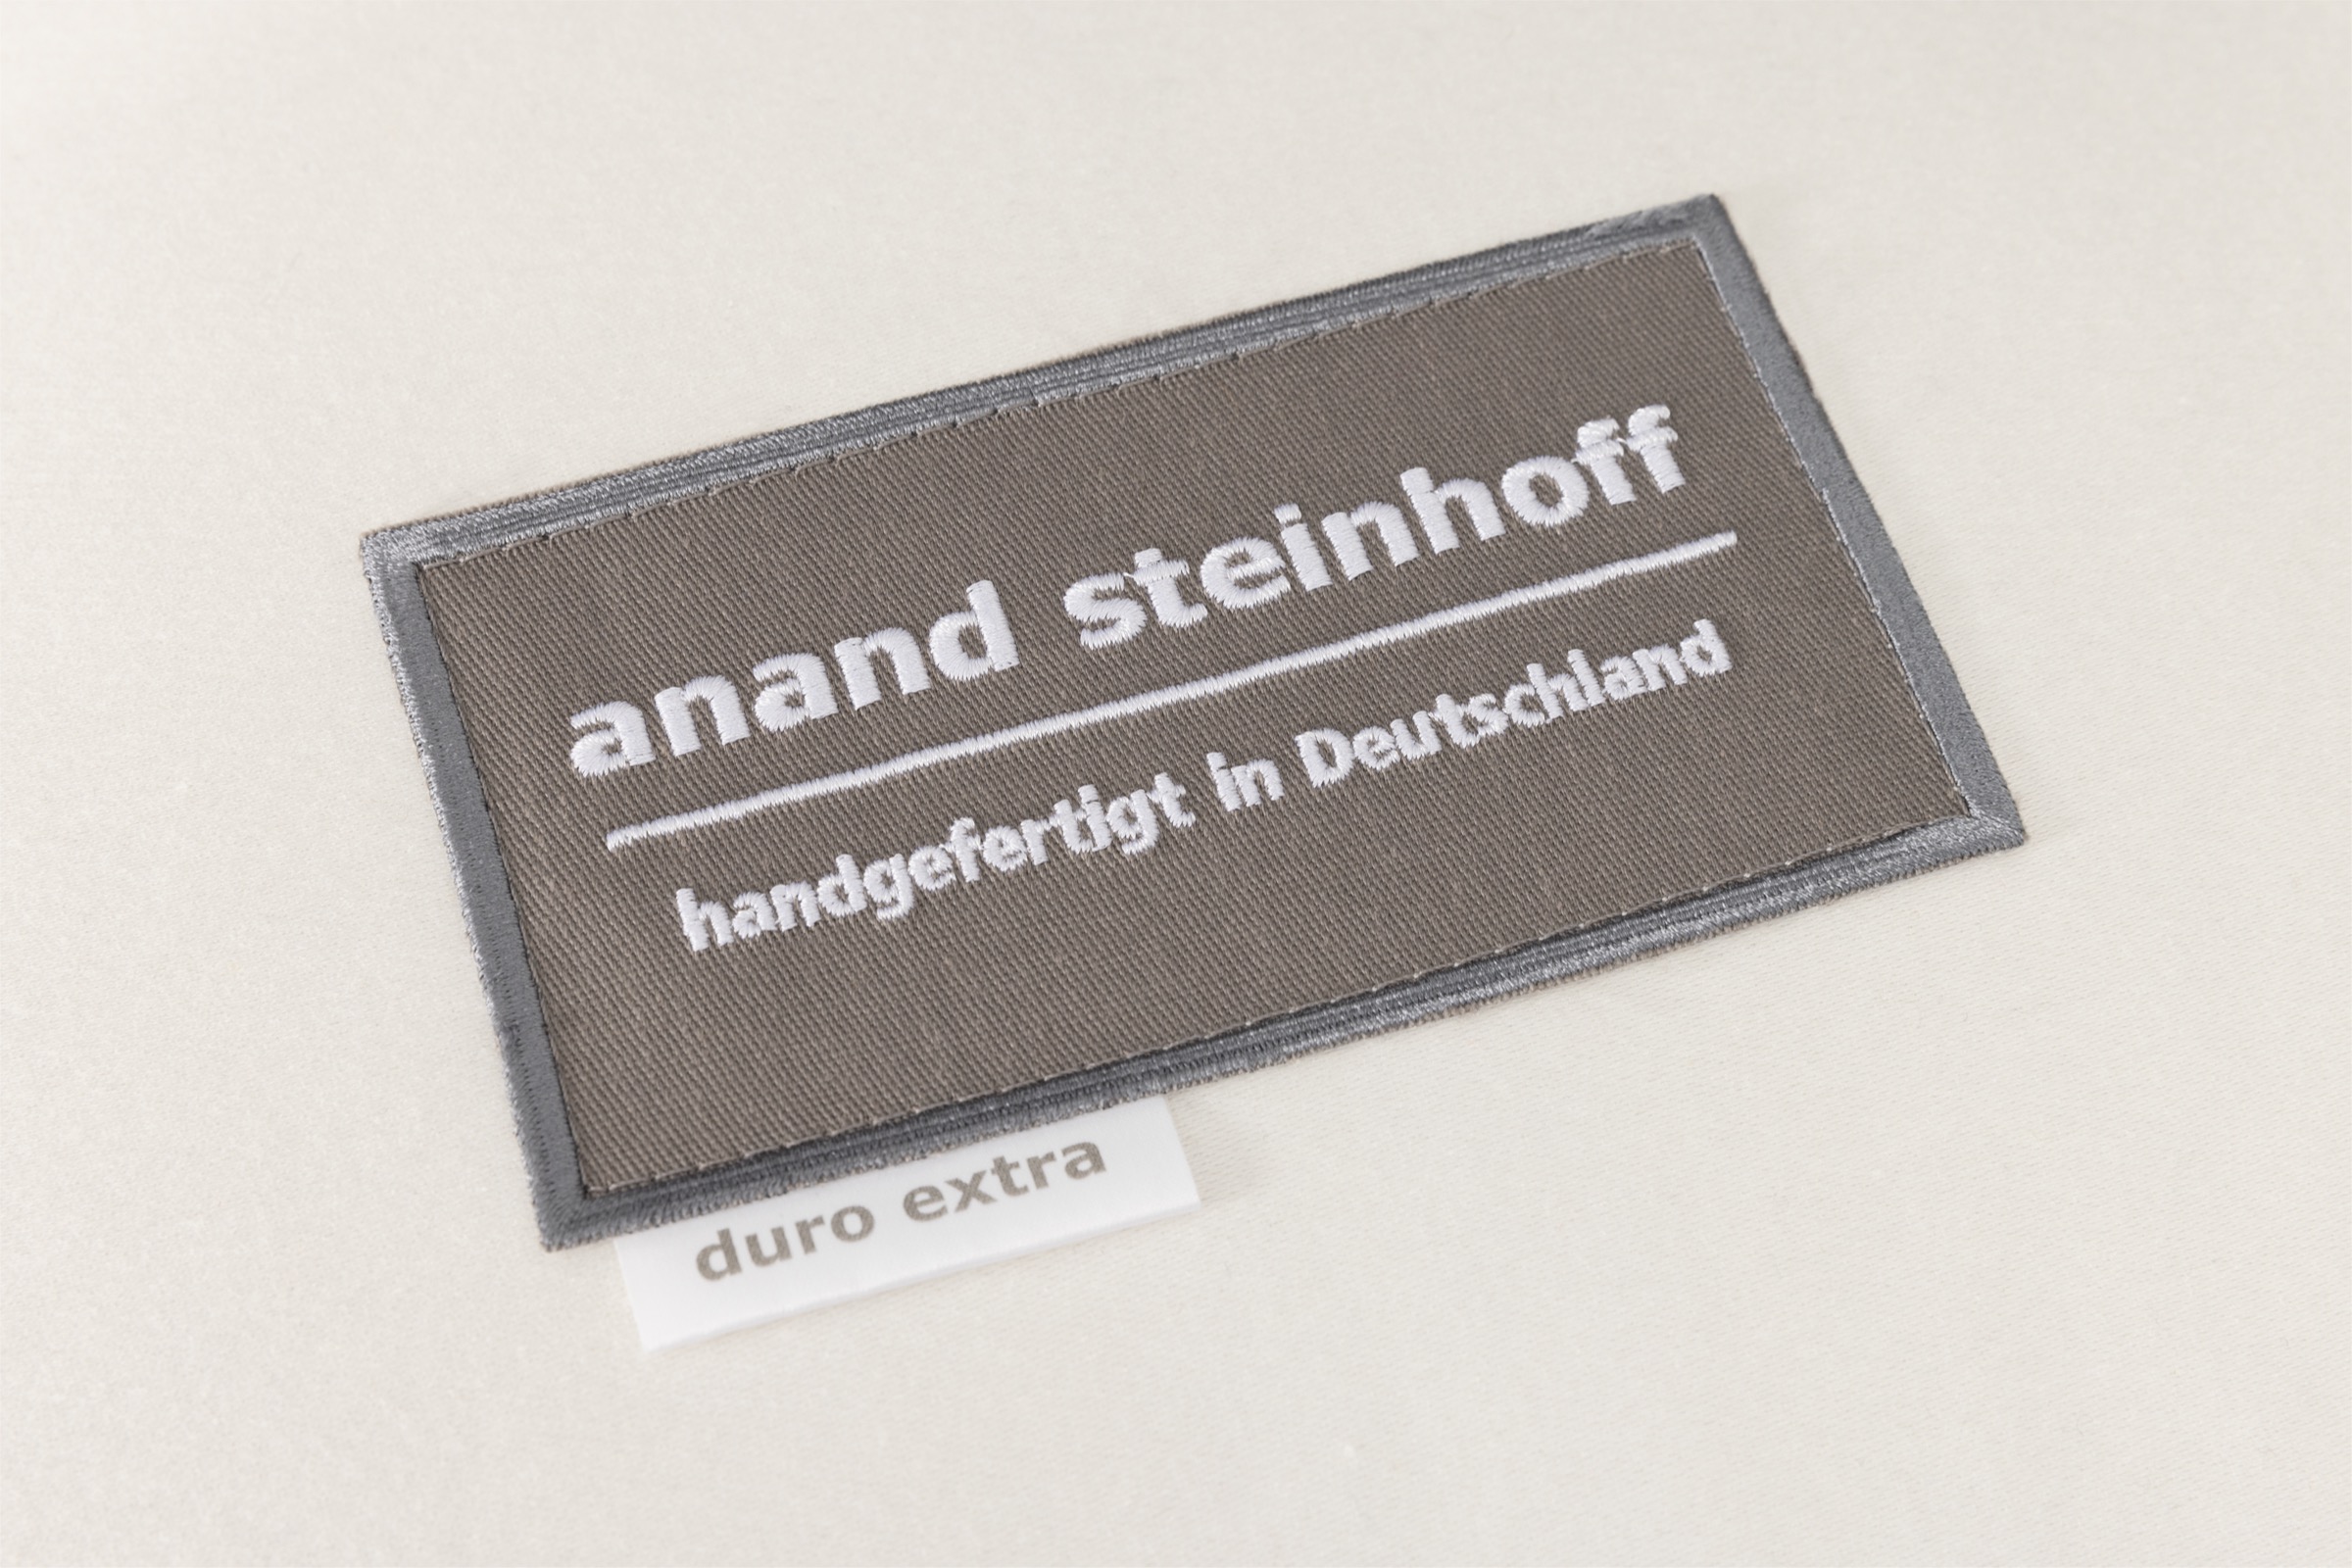 anand steinhoff
handgefertigt in Deutschland
duro extra